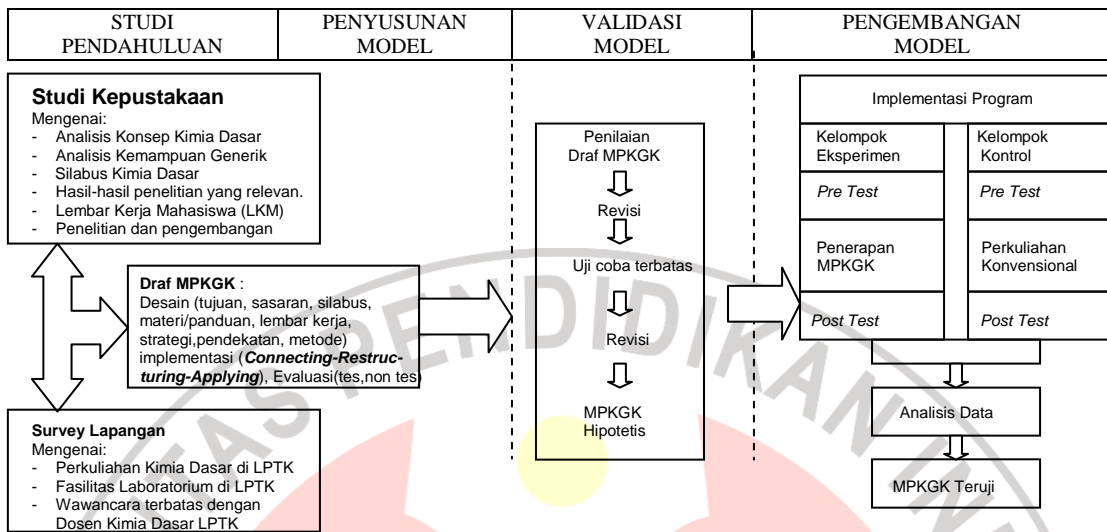 STUDI
PENDAHULUAN
PENYUSUNAN
MODEL
VALIDASI
MODEL
PENGEMBANGAN
MODEL
Studi Kepustakaan
Mengenai:
- Analisis Konsep Kimia Dasar
- Analisis Kemampuan Generik
- Silabus Kimia Dasar
- Hasil-hasil penelitian yang relevan.
- Lembar Kerja Mahasiswa (LKM)
- Penelitian dan pengembangan
Draf MPKGK :
Desain (tujuan, sasaran, silabus,
materi/panduan, lembar kerja,
strategi,pendekatan, metode)
implementasi (Connecting-Restruc-
turing-Applying), Evaluasi(tes,non tes)
Survey Lapangan
Mengenai:
- Perkuliahan Kimia Dasar di LPTK
- Fasilitas Laboratorium di LPTK
- Wawancara terbatas dengan
Dosen Kimia Dasar LPTK
Penilaian
Draf MPKGK
Revisi
Uji coba terbatas
Revisi
MPKGK
Hipotetis
Implementasi Program
Kelompok
Eksperimen
Kelompok
Kontrol
Pre Test
Pre Test
Penerapan
MPKGK
Perkuliahan
Konvensional
Post Test
Post Test
Analisis Data
MPKGK Teruji
ITAS PENDIDIKAN IN